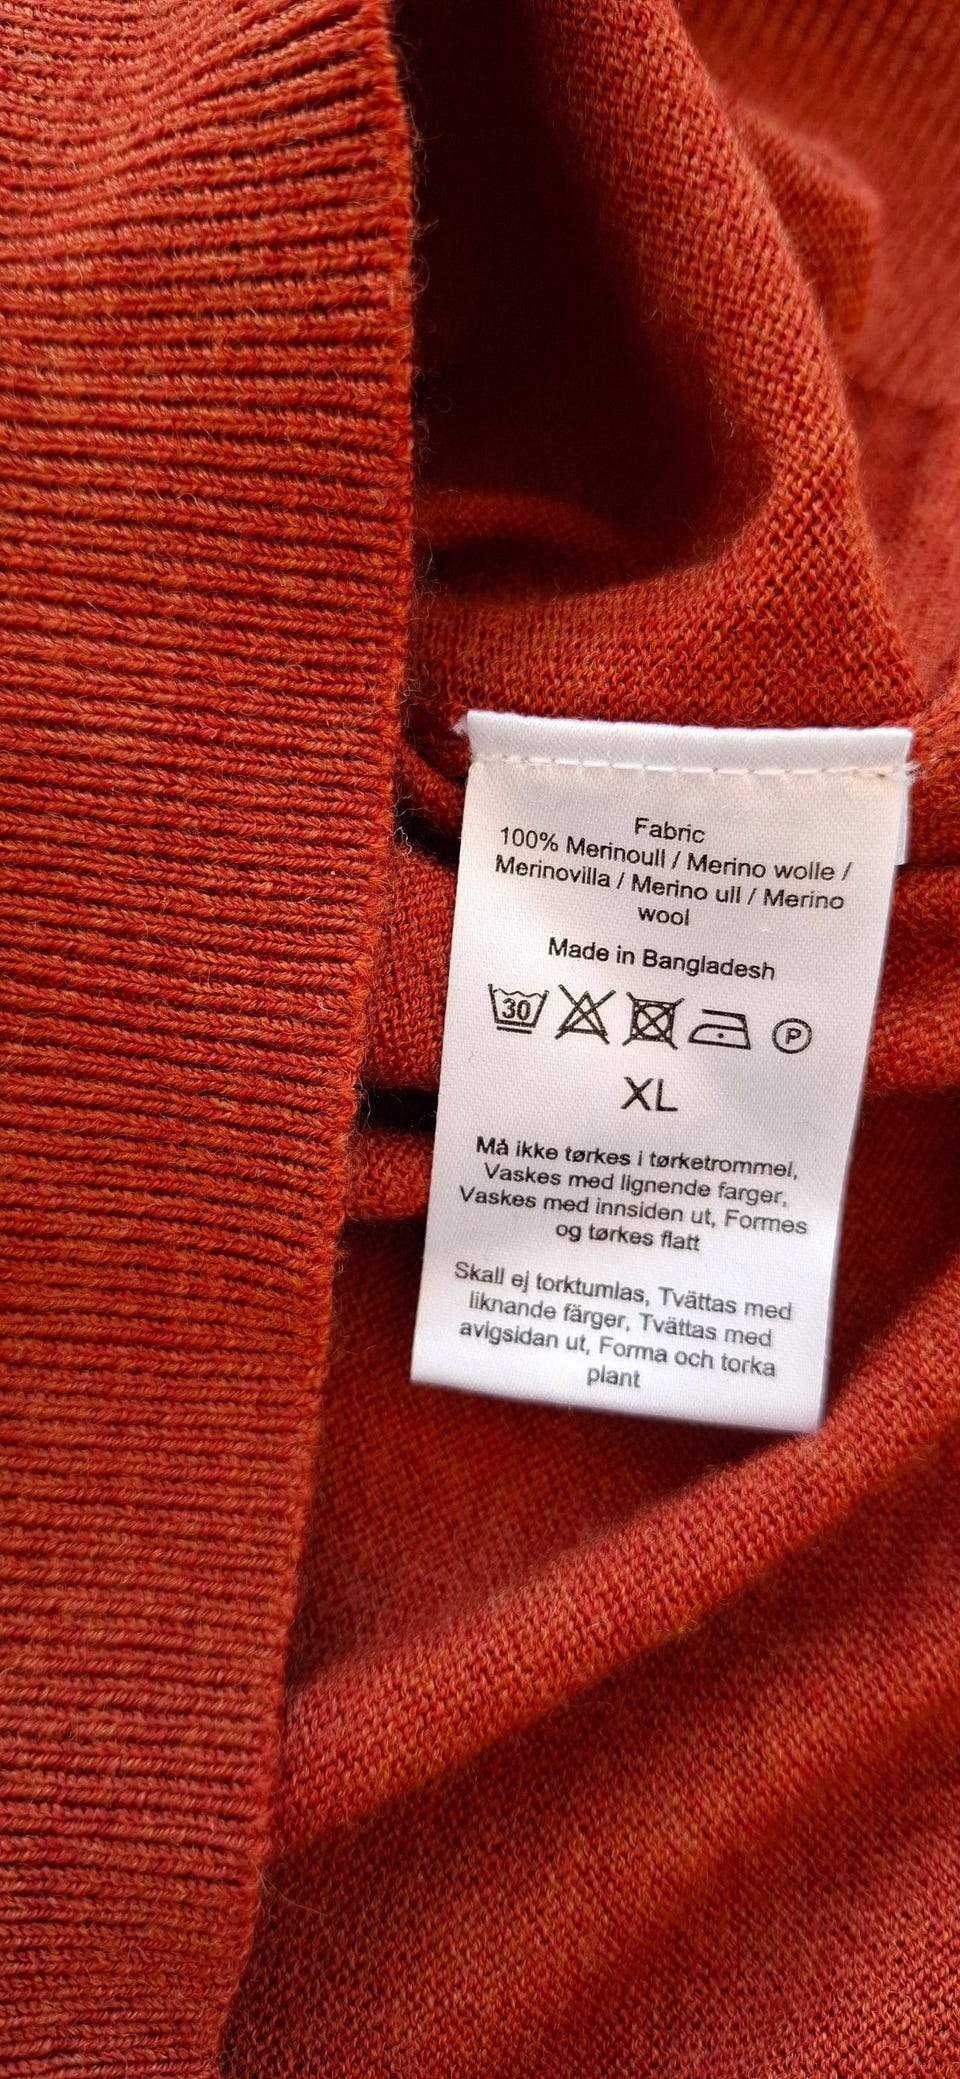 Fabric
100% Merinoull / Merino wolle /
Merinovilla / Merino ull / Merino
wool
Made in Bangladesh
30 P
XL
Må ikke tørkes i tørketrommel,
Vaskes med lignende farger,
Vaskes med innsiden ut, Formes
og tørkes flatt
Skall ej torktumlas, Tvättas med
liknande färger, Tvättas med
avigsidan ut, Forma och torka
plant